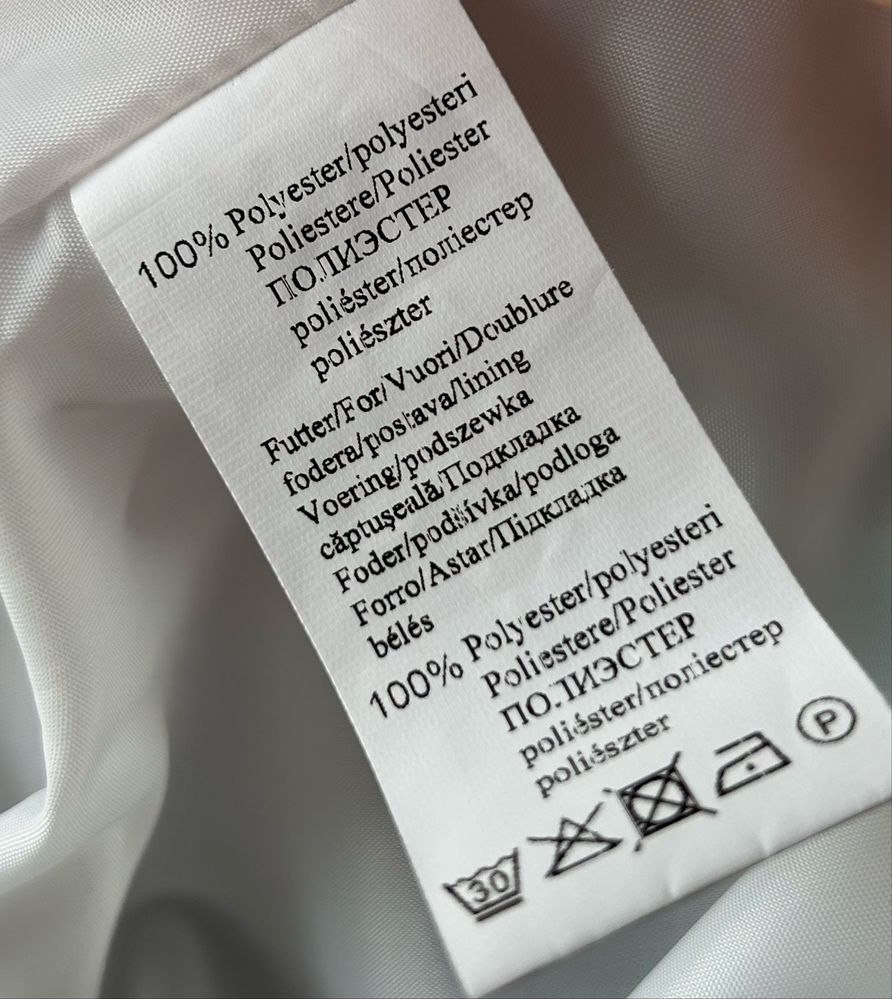 100% Polyester/polyesteri
Poliestere/Poliester
ПОЛИЭСТЕР
poliéster/поліестер
poliészter
Futter/For/Vuori/Doublure
fodera/postava/lining
Voering/podszewka
căptuşeală/Подкладка
Foder/podšívka/podloga
Forro/Astar/Підкладка
bélés
100% Polyester/polyesteri
Poliestere/Poliester
ПОЛИЭСТЕР
poliéster/поліестер
poliészter
30
P